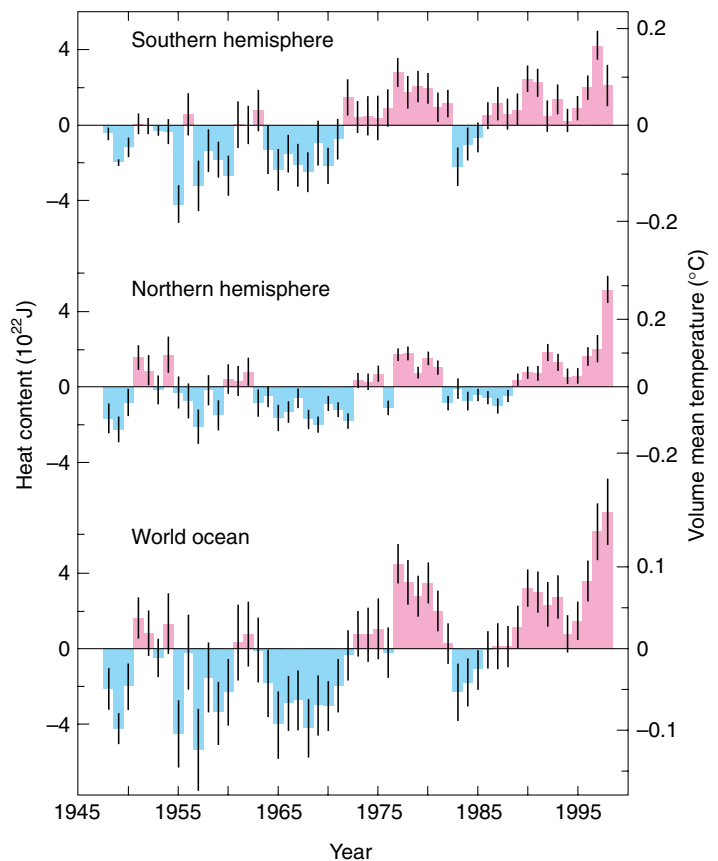 Southern hemisphere
4
0
−4
0.2
0
−0.2
Northern hemisphere
4
0
−4
0.2
0
−0.2
World ocean
4
0
−4
0.1
0
−0.1
Heat content (10²²J)
Volume mean temperature (°C)
1945 1955 1965 1975 1985 1995
Year